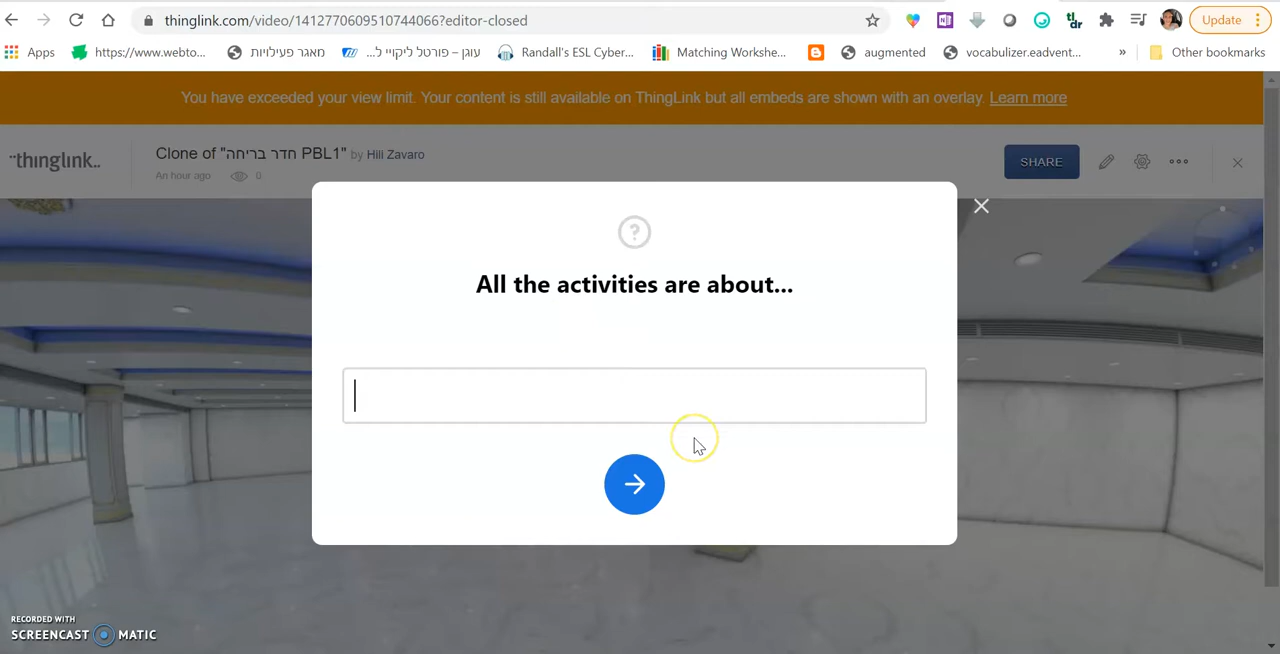 thinglink.com/video/1412770609510744066?editor-closed
tl;dr
Update
Apps
https://www.webto...
מאגר פעילויות
עוגן – פורטל ליקויי ל...
Randall's ESL Cyber...
Matching Workshe...
augmented
vocabulizer.eadvent...
»
Other bookmarks
You have exceeded your view limit. Your content is still available on ThingLink but all embeds are shown with an overlay. Learn more
thinglink..
Clone of "חדר בריחה PBL1" by Hili Zavaro
An hour ago 0
SHARE
?
All the activities are about...
RECORDED WITH
SCREENCAST MATIC